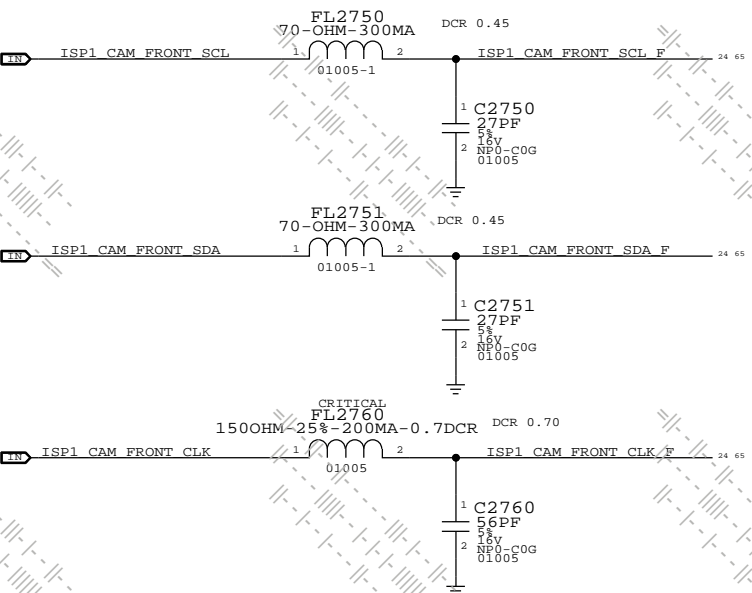 FL2750
70-OHM-300MA
DCR 0.45
IN
ISP1_CAM_FRONT_SCL
1
2
ISP1_CAM_FRONT_SCL_F
24 65
01005-1
1
C2750
27PF
5%
16V
2
NP0-C0G
01005
FL2751
70-OHM-300MA
DCR 0.45
IN
ISP1_CAM_FRONT_SDA
1
2
ISP1_CAM_FRONT_SDA_F
24 65
01005-1
1
C2751
27PF
5%
16V
2
NP0-C0G
01005
CRITICAL
FL2760
150OHM-25%-200MA-0.7DCR
DCR 0.70
IN
ISP1_CAM_FRONT_CLK
1
2
ISP1_CAM_FRONT_CLK_F
24 65
01005
1
C2760
56PF
5%
16V
2
NP0-C0G
01005